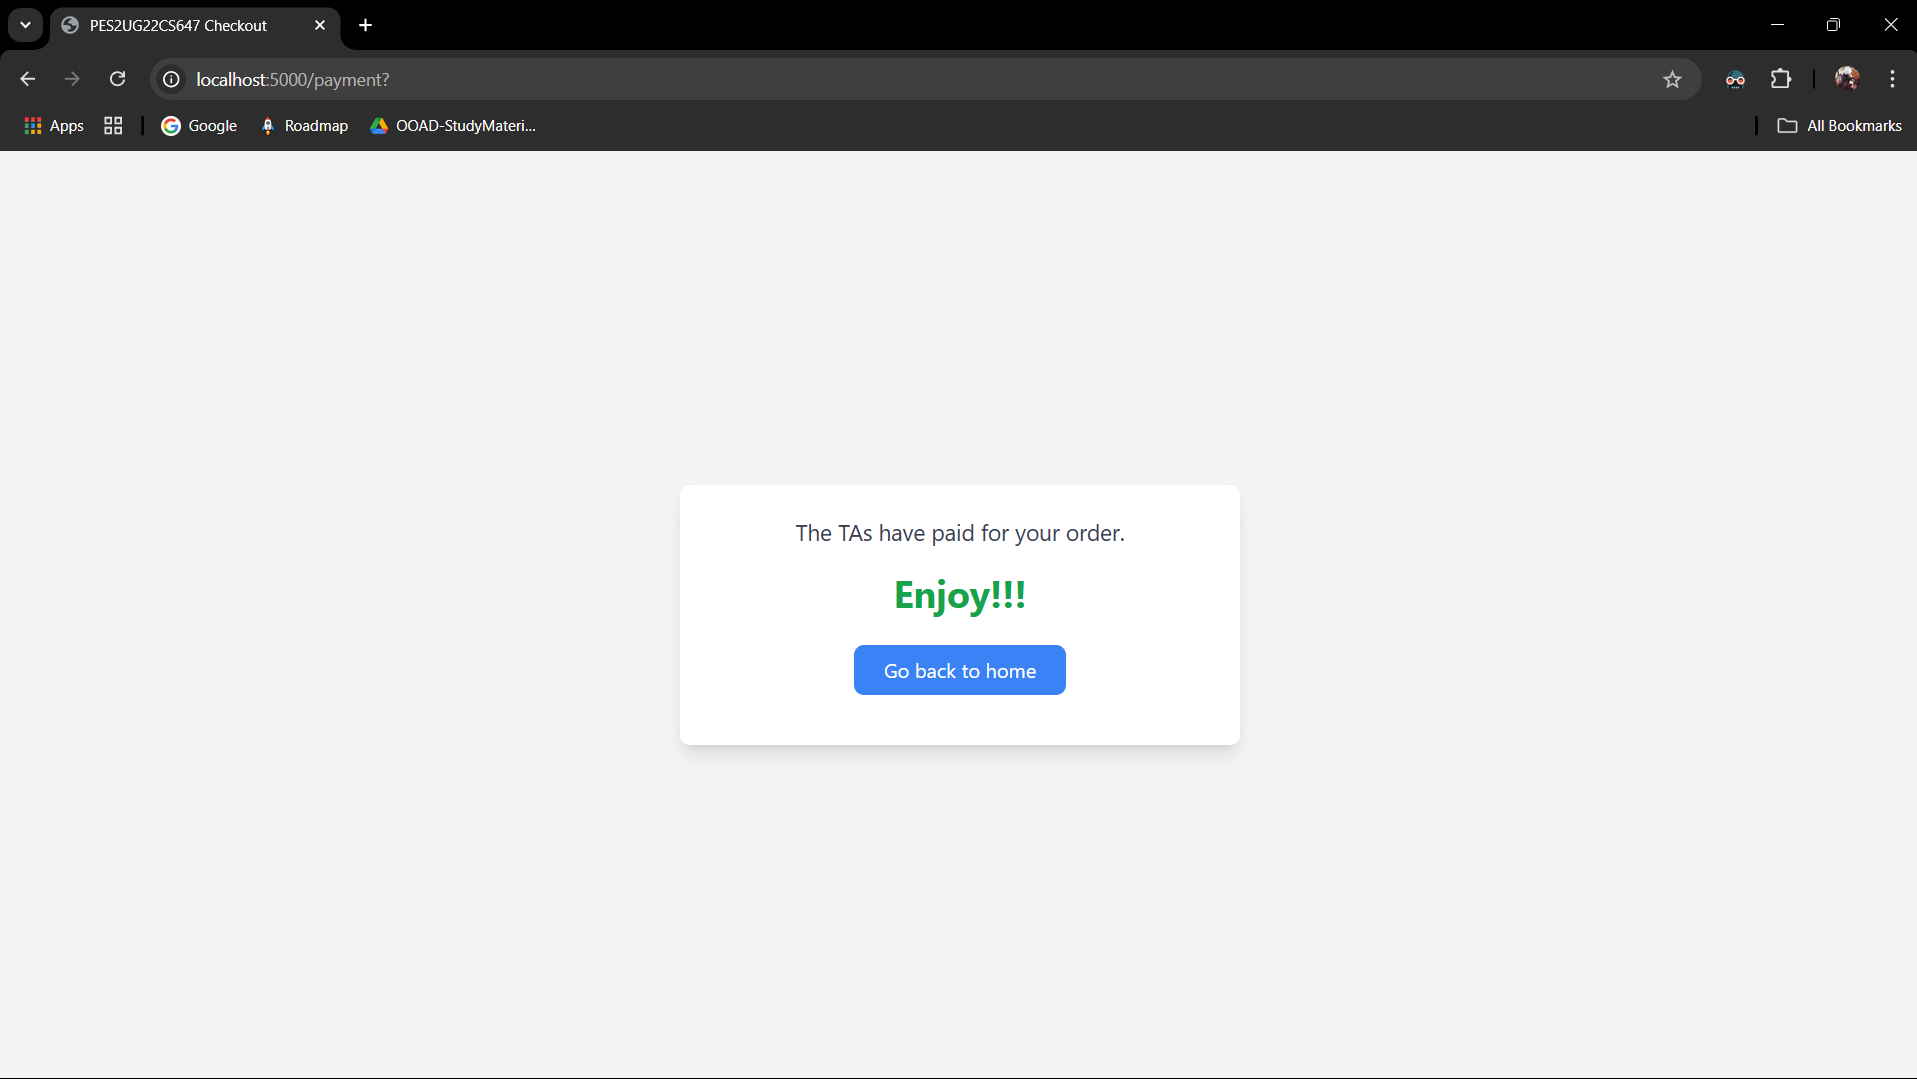 PES2UG22CS647 Checkout
localhost:5000/payment?
Apps
Google
Roadmap
OOAD-StudyMateri...
All Bookmarks
The TAs have paid for your order.
Enjoy!!!
Go back to home